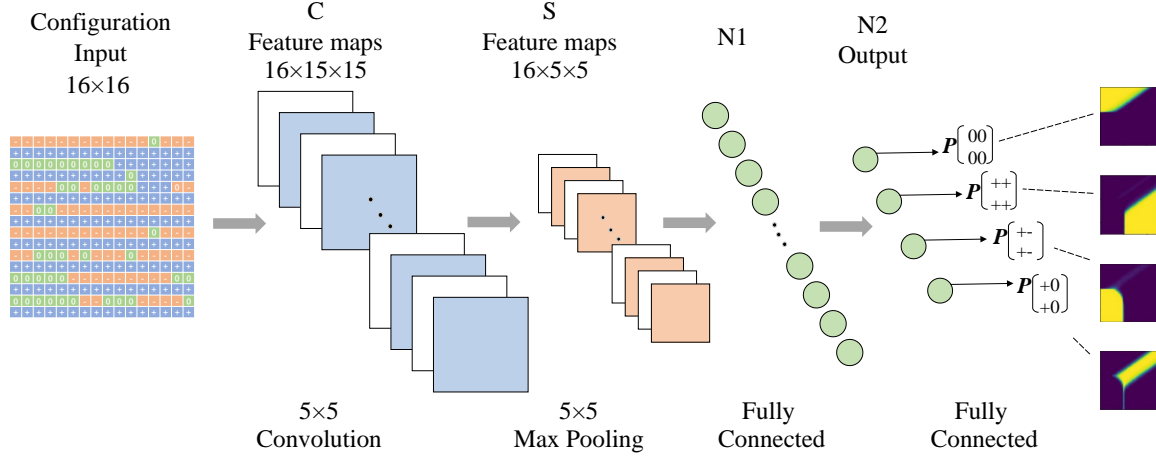 Configuration
Input
16×16
C
Feature maps
16×15×15
S
Feature maps
16×5×5
N1
N2
Output
P(00
00)
P(++
++)
P(+-
+-)
P(+0
+0)
5×5
Convolution
5×5
Max Pooling
Fully
Connected
Fully
Connected